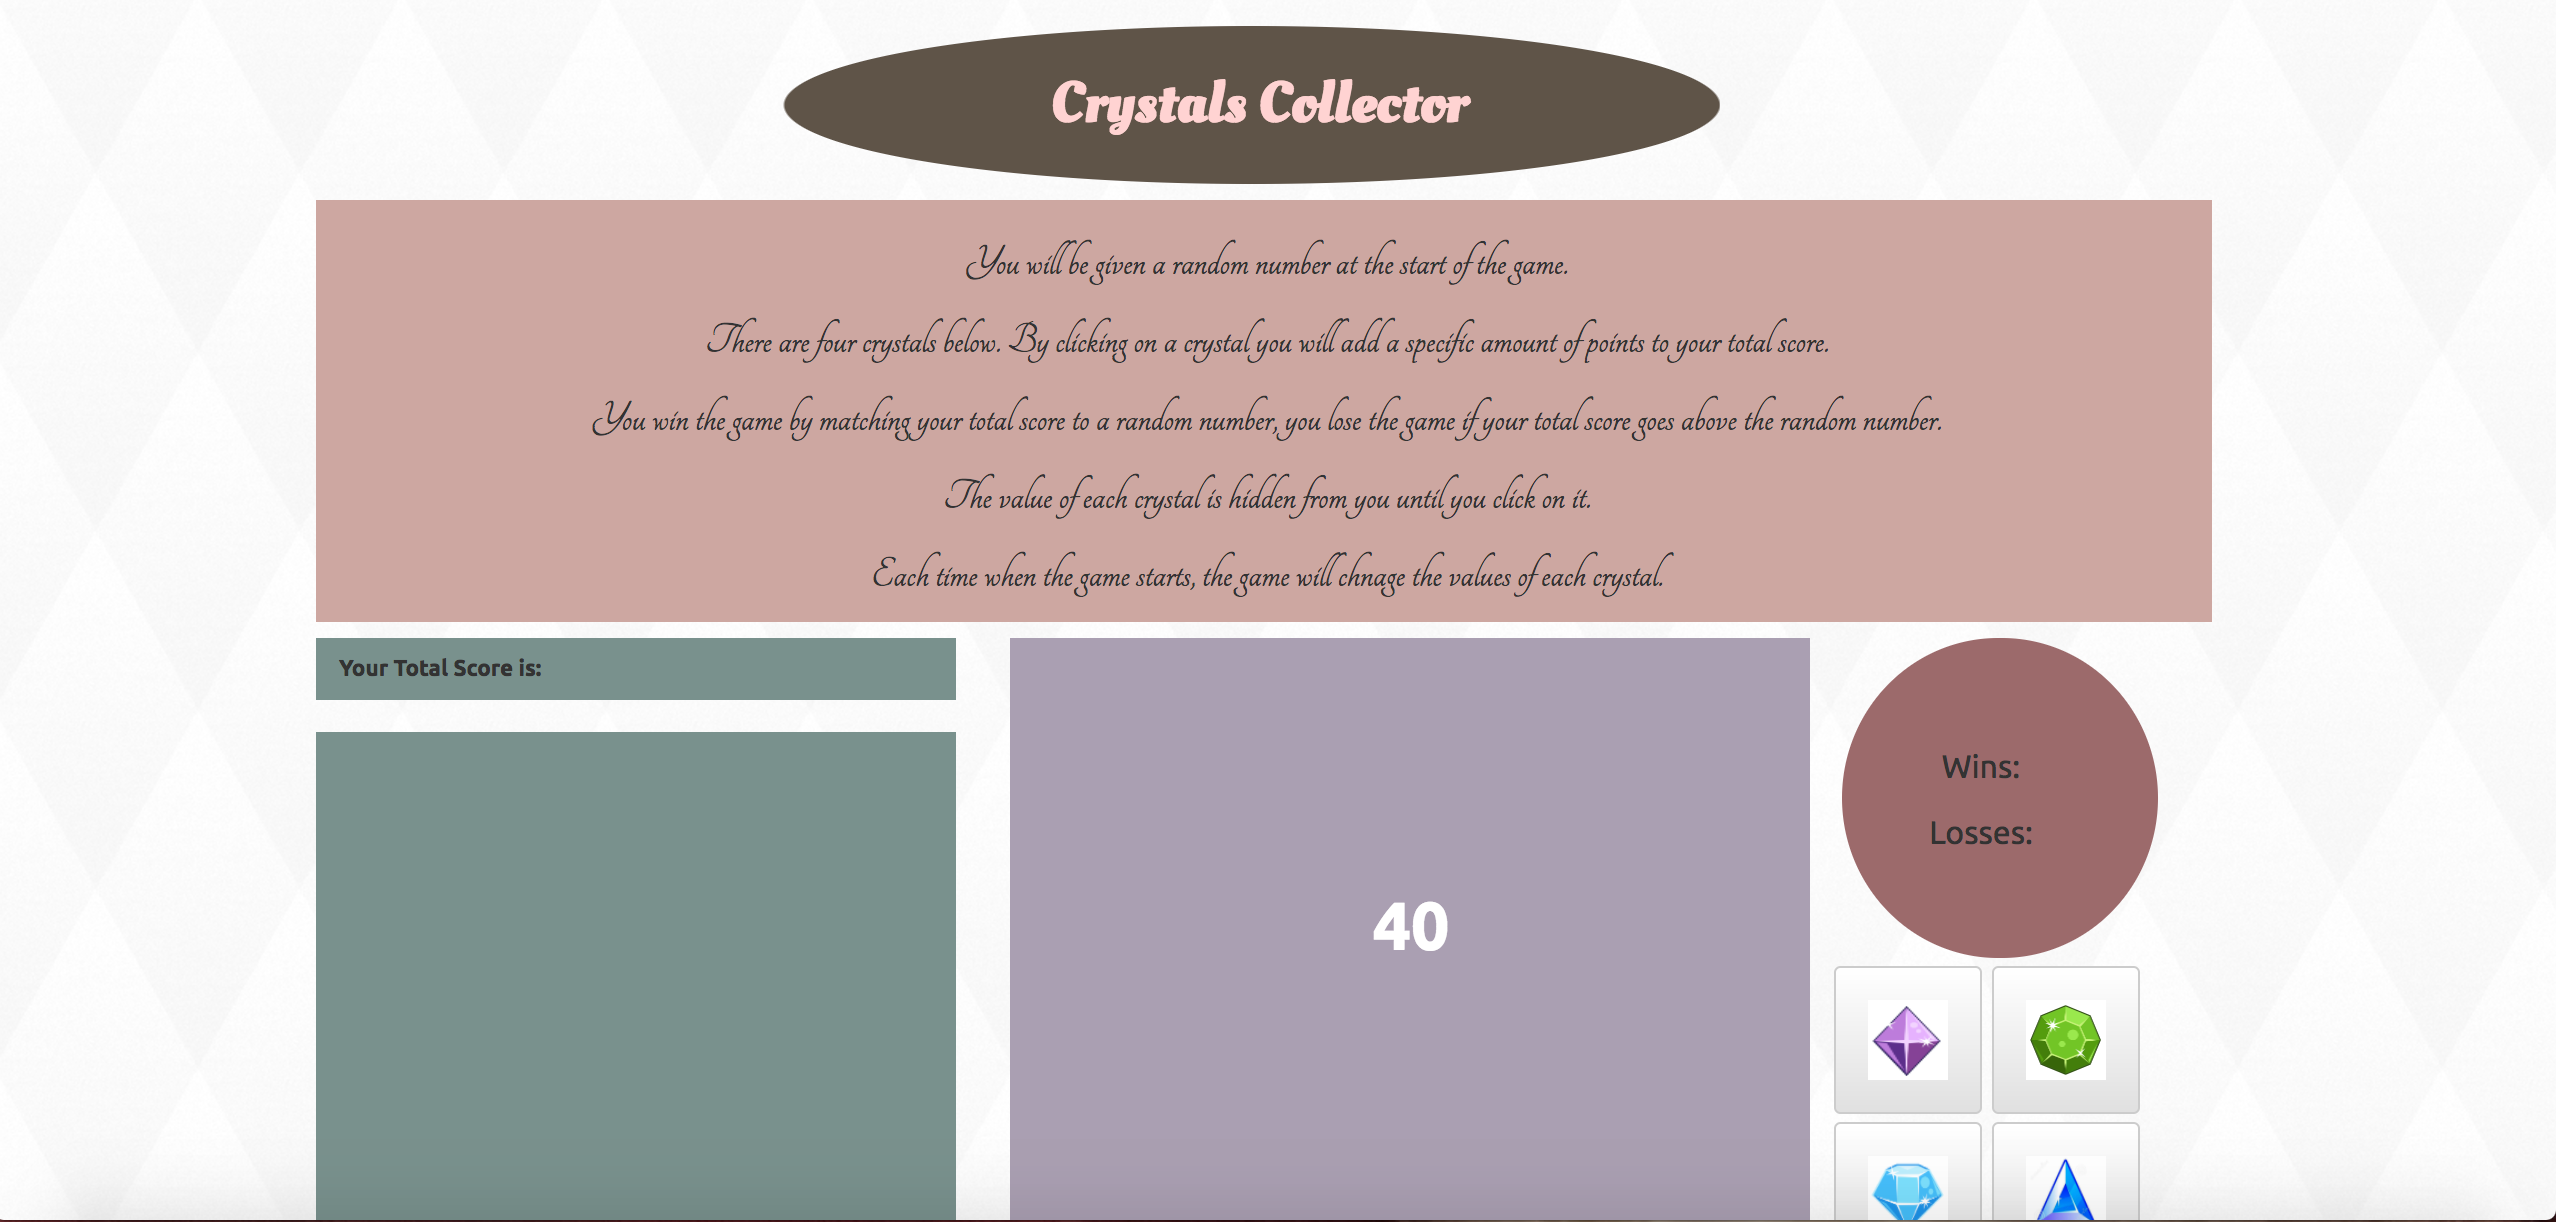 Crystals Collector
You will be given a random number at the start of the game.
There are four crystals below. By clicking on a crystal you will add a specific amount of points to your total score.
You win the game by matching your total score to a random number, you lose the game if your total score goes above the random number.
The value of each crystal is hidden from you until you click on it.
Each time when the game starts, the game will chnage the values of each crystal.
Your Total Score is:
40
Wins:
Losses: